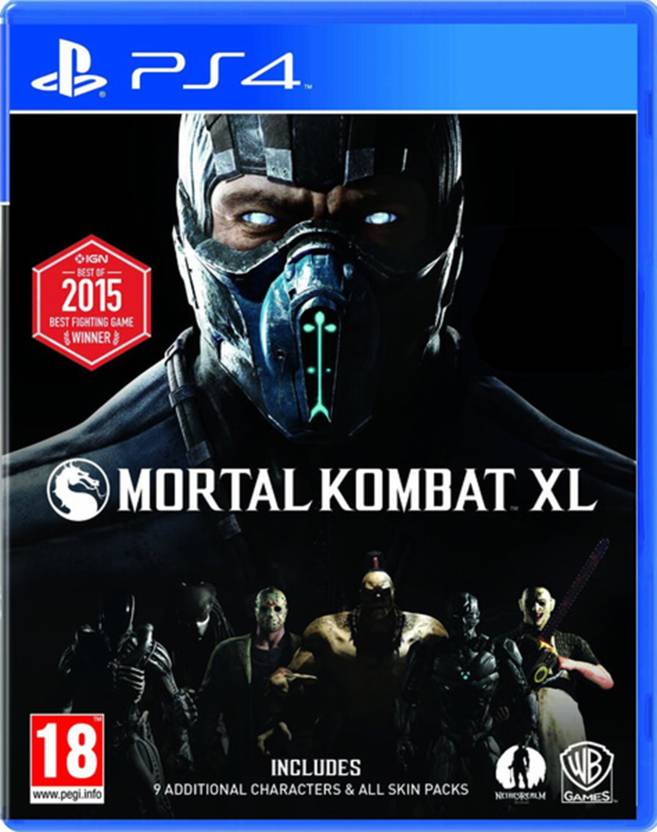 PS4
IGN
BEST OF
2015
BEST FIGHTING GAME
WINNER
MORTAL KOMBAT XL
18
www.pegi.info
INCLUDES
9 ADDITIONAL CHARACTERS & ALL SKIN PACKS
NETHERREALM
WB
GAMES